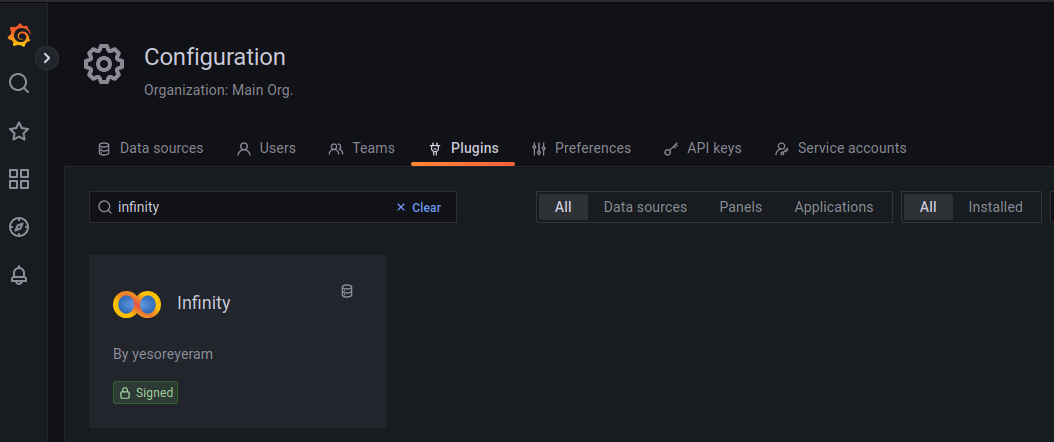 Configuration
Organization: Main Org.
Data sources Users Teams Plugins Preferences API keys Service accounts
infinity Clear All Data sources Panels Applications All Installed
Infinity
By yesoreyeram
Signed